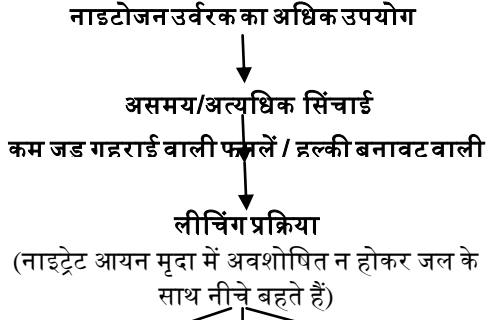 नाइट्रोजन उर्वरक का अधिक उपयोग
असमय/अत्यधिक सिंचाई
कम जड़ गहराई वाली फसलें / हल्की बनावट वाली
लीचिंग प्रक्रिया
(नाइट्रेट आयन मृदा में अवशोषित न होकर जल के
साथ नीचे बहते हैं)